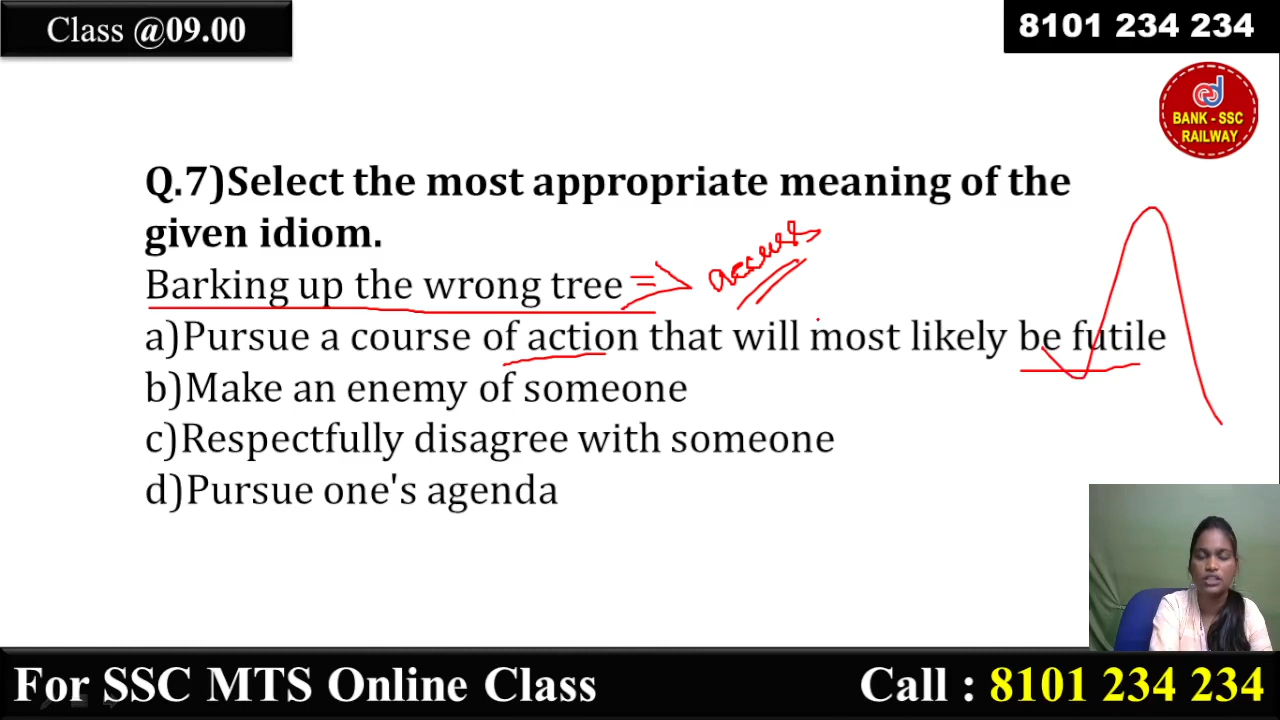 Class @09.00
8101 234 234
BANK - SSC
RAILWAY
Q.7)Select the most appropriate meaning of the
given idiom.
Barking up the wrong tree =>
a)Pursue a course of action that will most likely be futile
b)Make an enemy of someone
c)Respectfully disagree with someone
d)Pursue one's agenda
For SSC MTS Online Class
Call : 8101 234 234